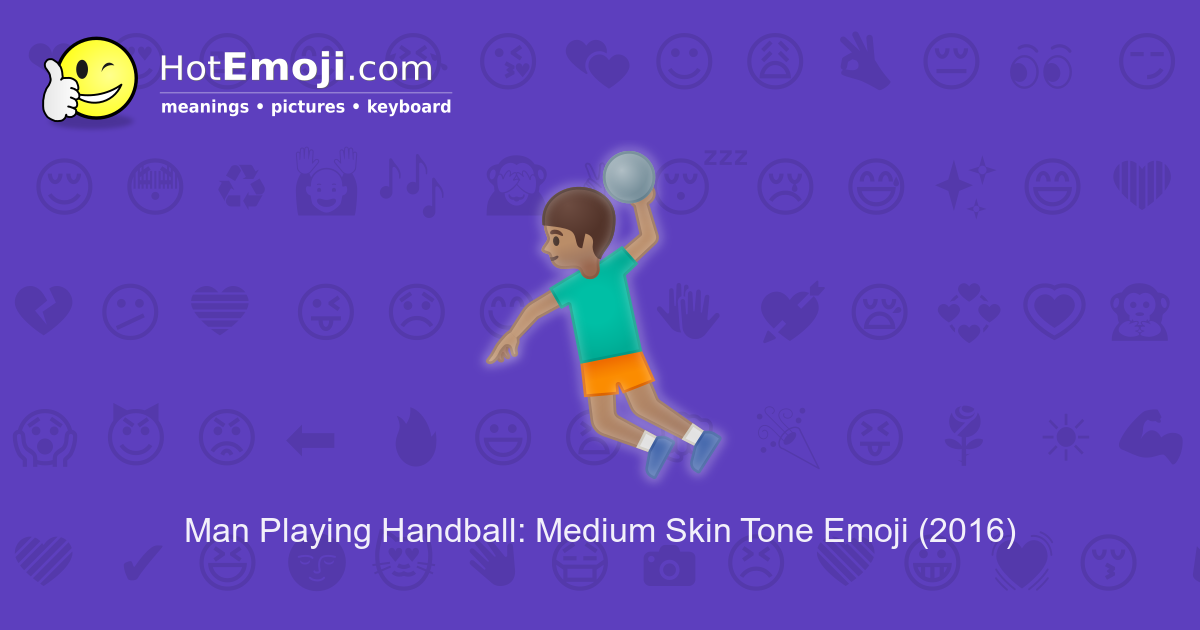 HotEmoji.com
meanings • pictures • keyboard
zzz
Man Playing Handball: Medium Skin Tone Emoji (2016)